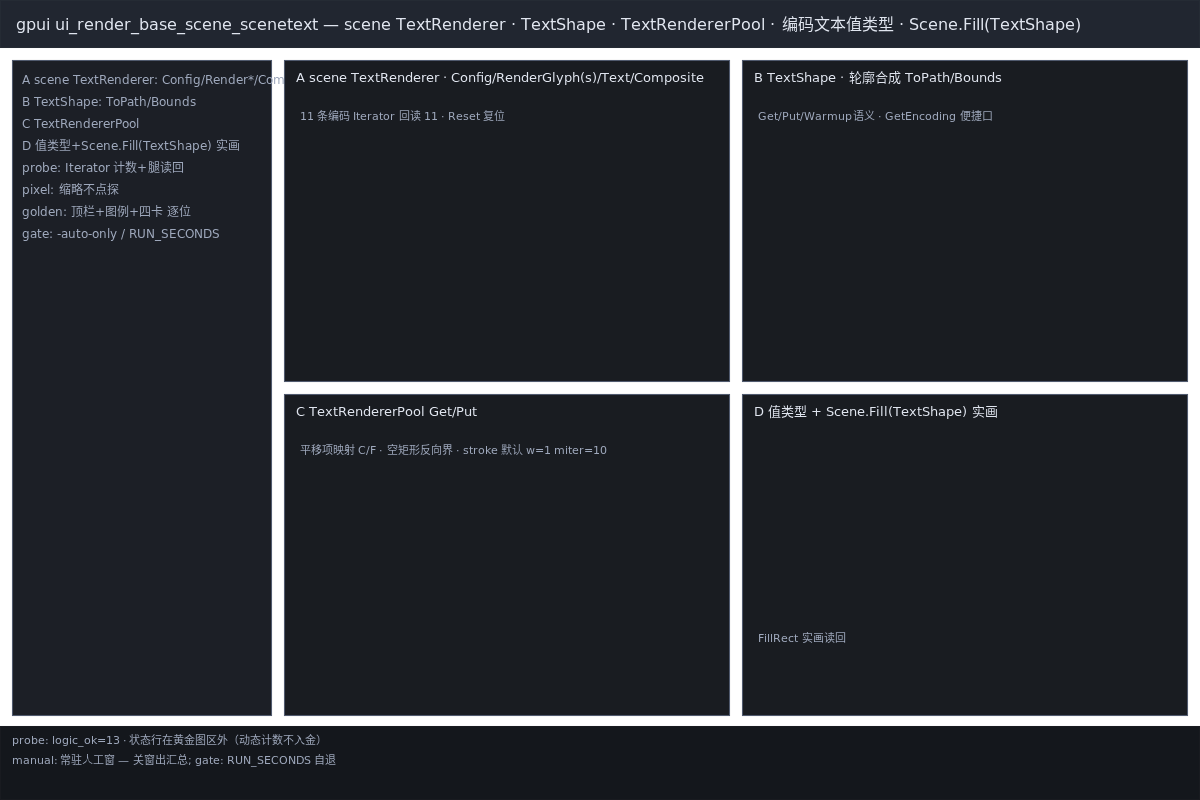 gpui ui_render_base_scene_scenetext — scene TextRenderer · TextShape · TextRendererPool · 编码文本值类型 · Scene.Fill(TextShape)
A scene TextRenderer: Config/Render*/Com
B TextShape: ToPath/Bounds
C TextRendererPool
D 值类型+Scene.Fill(TextShape) 实画
probe: Iterator 计数+腿读回
pixel: 缩略不点探
golden: 顶栏+图例+四卡 逐位
gate: -auto-only / RUN_SECONDS
A scene TextRenderer · Config/RenderGlyph(s)/Text/Composite
11 条编码 Iterator 回读 11 · Reset 复位
B TextShape · 轮廓合成 ToPath/Bounds
Get/Put/Warmup语义 · GetEncoding 便捷口
C TextRendererPool Get/Put
平移项映射 C/F · 空矩形反向界 · stroke 默认 w=1 miter=10
D 值类型 + Scene.Fill(TextShape) 实画
FillRect 实画读回
probe: logic_ok=13 · 状态行在黄金图区外（动态计数不入金）
manual: 常驻人工窗 — 关窗出汇总; gate: RUN_SECONDS 自退